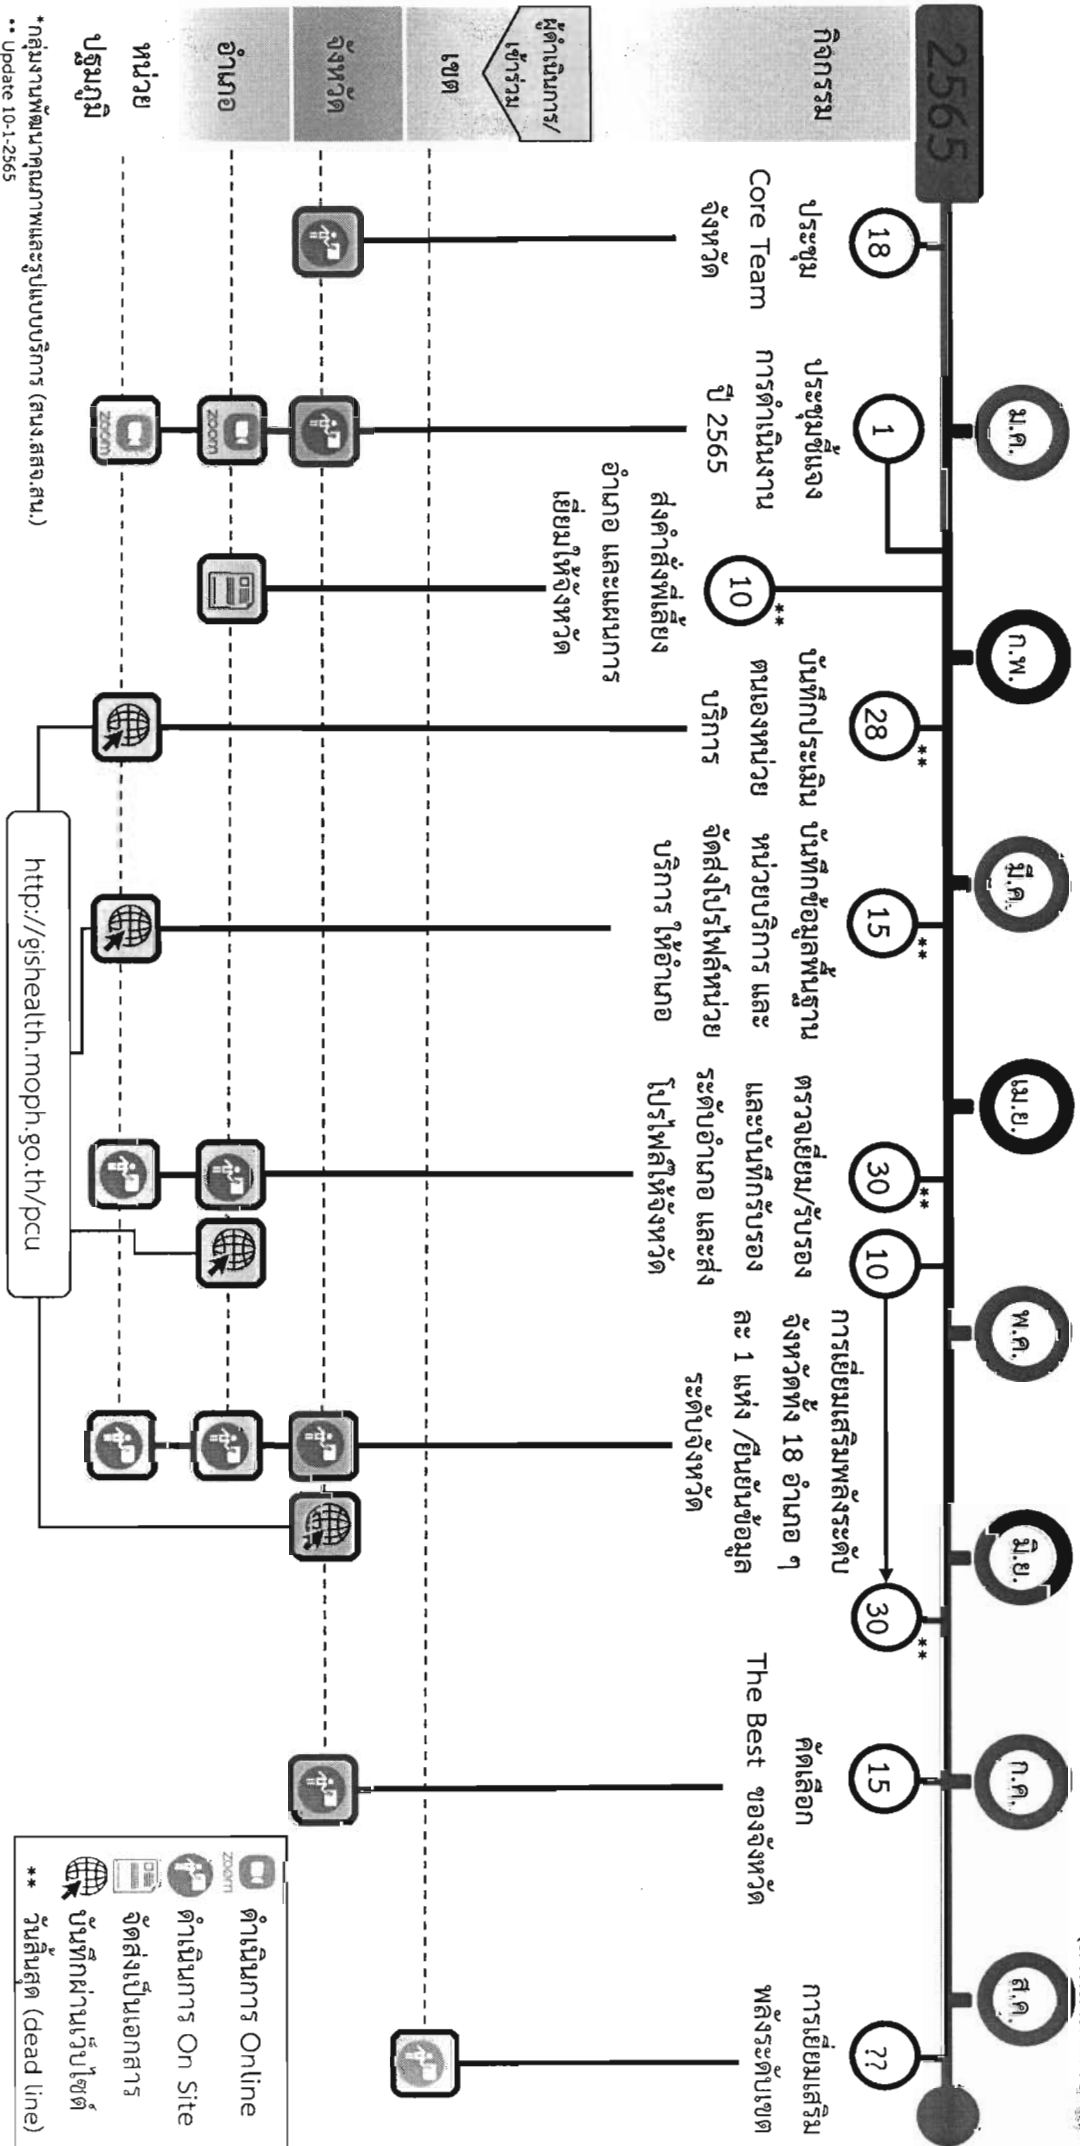 2565
ม.ค.
ก.พ.
มี.ค.
เม.ย.
พ.ค.
มิ.ย.
ก.ค.
ส.ค.
กิจกรรม
18
ประชุม
Core Team
จังหวัด
1
ประชุมชี้แจง
การดำเนินงาน
ปี 2565
10
**
ส่งคำสั่งพี่เลี้ยง
อำเภอ และแผนการ
เยี่ยมให้จังหวัด
28
**
บันทึกประเมิน
ตนเองหน่วย
บริการ
15
**
บันทึกข้อมูลพื้นฐาน
หน่วยบริการ และ
จัดส่งโปรไฟล์หน่วย
บริการ ให้อำเภอ
30
**
ตรวจเยี่ยม/รับรอง
และบันทึกรับรอง
ระดับอำเภอ และส่ง
โปรไฟล์ให้จังหวัด
10
30
**
การเยี่ยมเสริมพลังระดับ
จังหวัดทั้ง 18 อำเภอ ๆ
ละ 1 แห่ง /ยืนยันข้อมูล
ระดับจังหวัด
15
คัดเลือก
The Best ของจังหวัด
??
การเยี่ยมเสริม
พลังระดับเขต
ผู้ดำเนินการ/
เข้าร่วม
เขต
จังหวัด
อำเภอ
zoom
หน่วย
ปฐมภูมิ
zoom
http://gishealth.moph.go.th/pcu
zoom ดำเนินการ Online
ดำเนินการ On Site
จัดส่งเป็นเอกสาร
บันทึกผ่านเว็บไซต์
** วันสิ้นสุด (dead line)
*กลุ่มงานพัฒนาคุณภาพและรูปแบบบริการ (สนง.สสจ.สน.)
** Update 10-1-2565